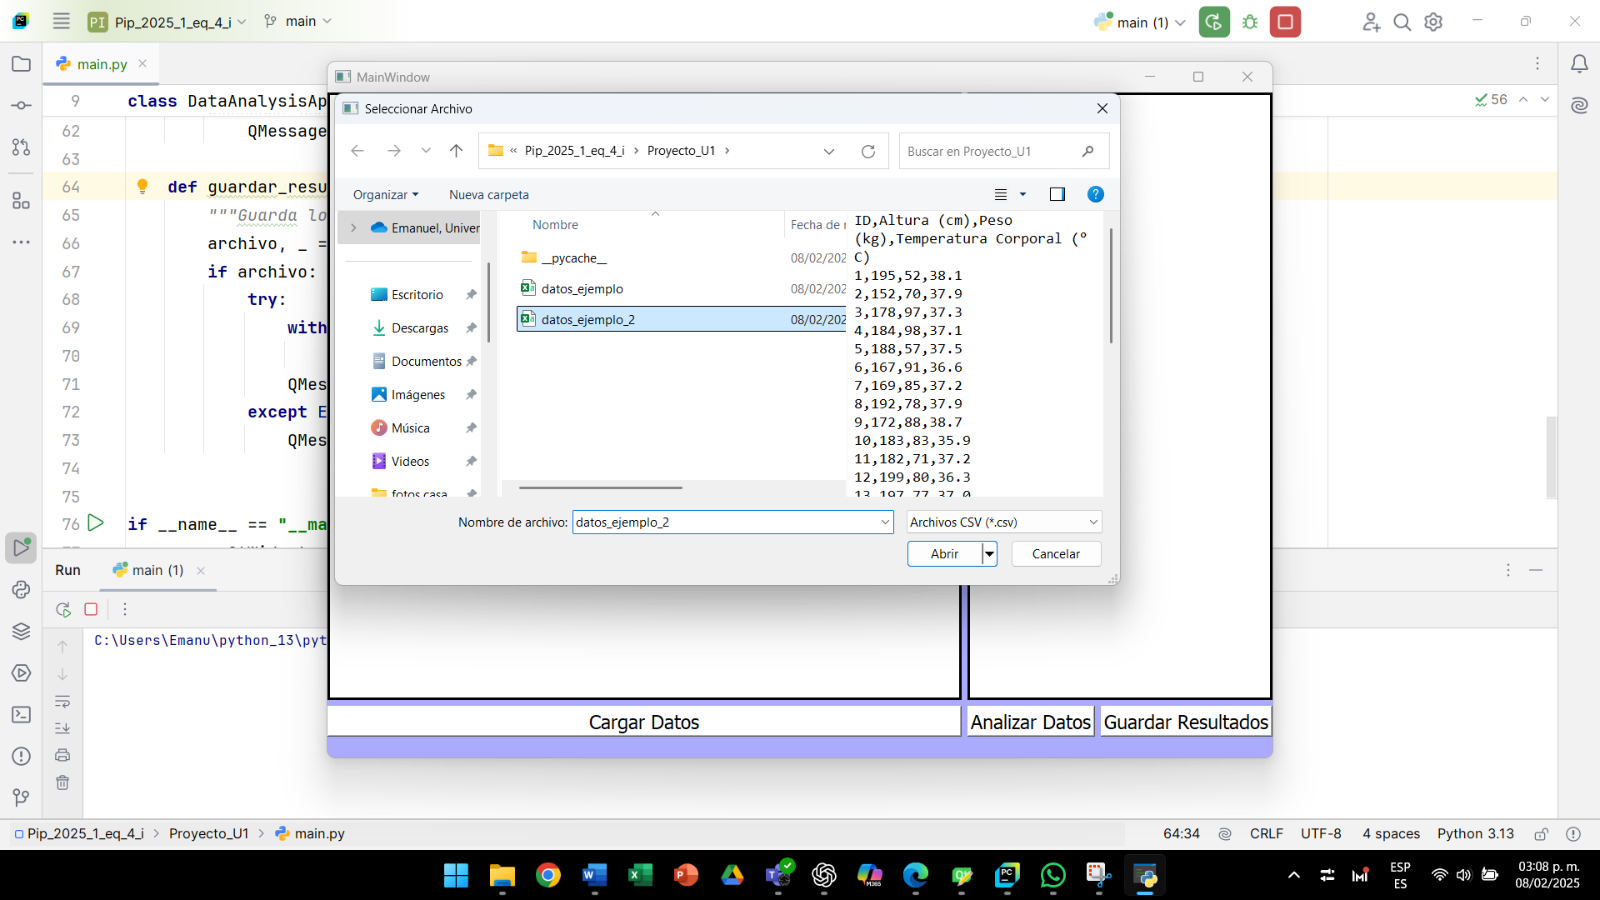 PC
PI Pip_2025_1_eq_4_i
main
main (1)
main.py
9 class DataAnalysisAp
62 QMessage
63
64 def guardar_resu
65 """Guarda lo
66 archivo, _ =
67 if archivo:
68 try:
69 with
70
71 QMes
72 except E
73 QMes
74
75
76 if __name__ == "__ma
56
MainWindow
Seleccionar Archivo
« Pip_2025_1_eq_4_i › Proyecto_U1 ›
Buscar en Proyecto_U1
Organizar
Nueva carpeta
Emanuel, Univer
Escritorio
Descargas
Documentos
Imágenes
Música
Videos
fotos casa
Nombre
Fecha de
__pycache__ 08/02/202
datos_ejemplo 08/02/202
datos_ejemplo_2 08/02/202
ID,Altura (cm),Peso
(kg),Temperatura Corporal (°
C)
1,195,52,38.1
2,152,70,37.9
3,178,97,37.3
4,184,98,37.1
5,188,57,37.5
6,167,91,36.6
7,169,85,37.2
8,192,78,37.9
9,172,88,38.7
10,183,83,35.9
11,182,71,37.2
12,199,80,36.3
13,197,77,37.0
Nombre de archivo: datos_ejemplo_2
Archivos CSV (*.csv)
Abrir
Cancelar
Cargar Datos
Analizar Datos
Guardar Resultados
Run
main (1)
C:\Users\Emanu\python_13\pyt
Pip_2025_1_eq_4_i > Proyecto_U1 > main.py
64:34 CRLF UTF-8 4 spaces Python 3.13
ESP
ES
03:08 p. m.
08/02/2025